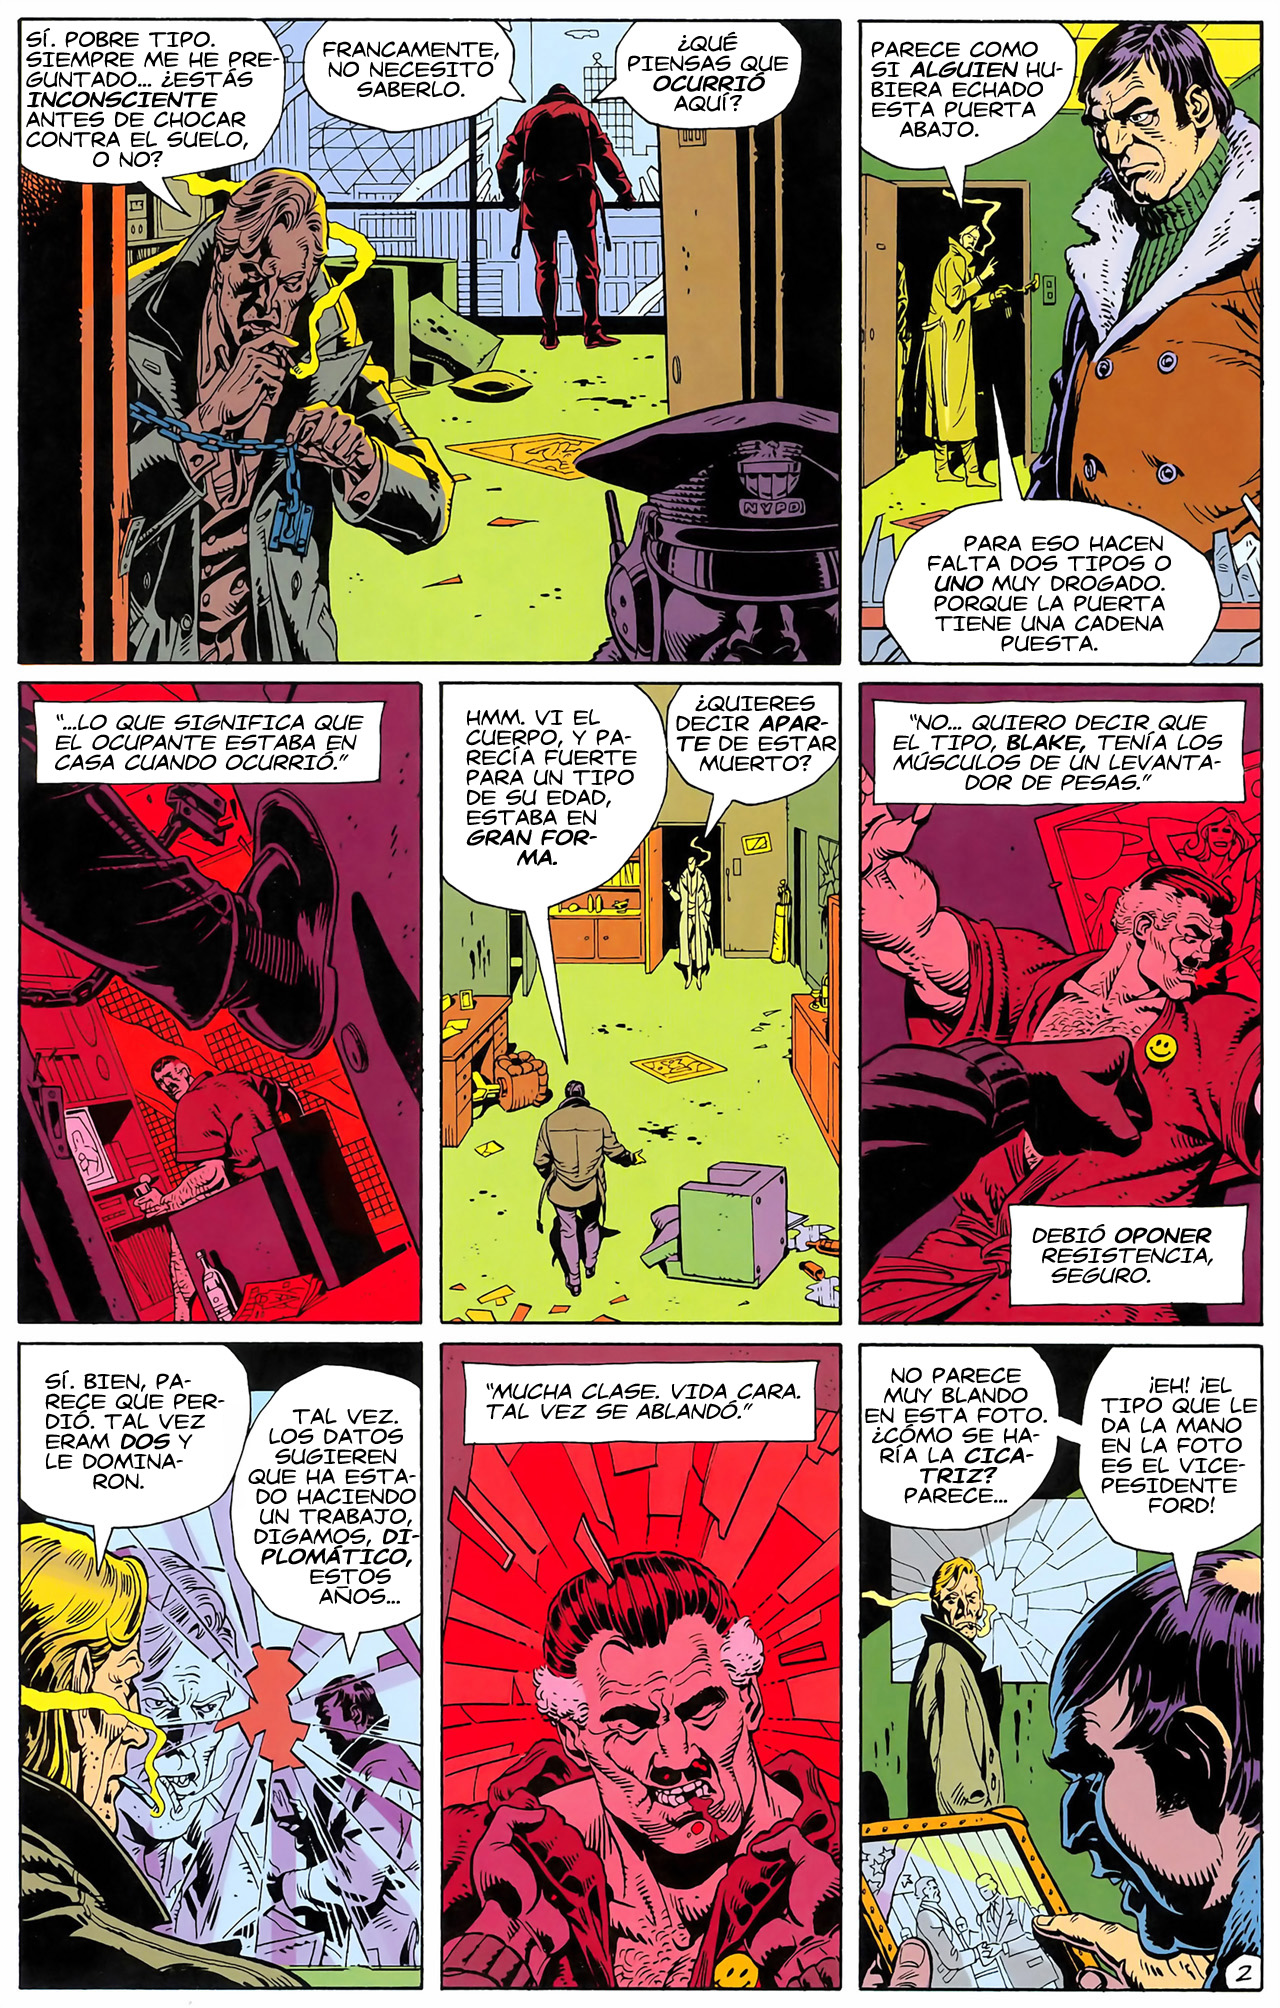 SÍ. POBRE TIPO.
SIEMPRE ME HE PRE-
GUNTADO... ¿ESTÁS
INCONSCIENTE
ANTES DE CHOCAR
CONTRA EL SUELO,
O NO?
FRANCAMENTE,
NO NECESITO
SABERLO.
¿QUÉ
PIENSAS QUE
OCURRIÓ
AQUÍ?
NYPD
PARECE COMO
SI ALGUIEN HU-
BIERA ECHADO
ESTA PUERTA
ABAJO.
PARA ESO HACEN
FALTA DOS TIPOS O
UNO MUY DROGADO.
PORQUE LA PUERTA
TIENE UNA CADENA
PUESTA.
"...LO QUE SIGNIFICA QUE
EL OCUPANTE ESTABA EN
CASA CUANDO OCURRIÓ."
HMM. VI EL
CUERPO, Y PA-
RECÍA FUERTE
PARA UN TIPO
DE SU EDAD,
ESTABA EN
GRAN FOR-
MA.
¿QUIERES
DECIR APAR-
TE DE ESTAR
MUERTO?
"NO... QUIERO DECIR QUE
EL TIPO, BLAKE, TENÍA LOS
MÚSCULOS DE UN LEVANTA-
DOR DE PESAS."
DEBIÓ OPONER
RESISTENCIA,
SEGURO.
SÍ. BIEN, PA-
RECE QUE PER-
DIÓ. TAL VEZ
ERAM DOS Y
LE DOMINA-
RON.
TAL VEZ.
LOS DATOS
SUGIEREN
QUE HA ESTA-
DO HACIENDO
UN TRABAJO,
DIGAMOS, DI-
PLOMÁTICO,
ESTOS
AÑOS...
"MUCHA CLASE. VIDA CARA.
TAL VEZ SE ABLANDÓ."
NO PARECE
MUY BLANDO
EN ESTA FOTO.
¿CÓMO SE HA-
RÍA LA CICA-
TRIZ?
PARECE...
¡EH! ¡EL
TIPO QUE LE
DA LA MANO
EN LA FOTO
ES EL VICE-
PESIDENTE
FORD!
2